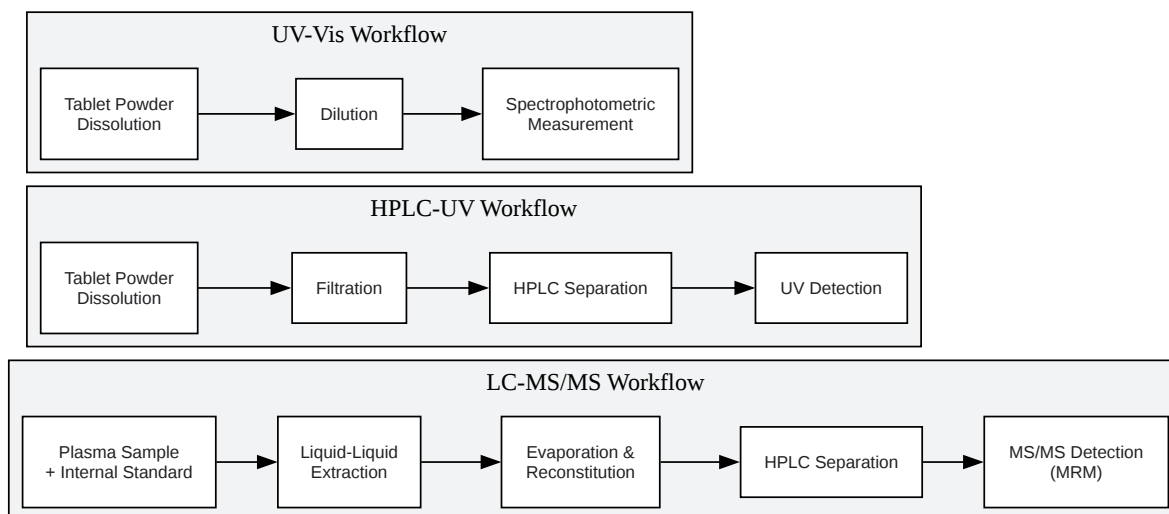 UV-Vis Workflow
Tablet Powder
Dissolution
Dilution
Spectrophotometric
Measurement
HPLC-UV Workflow
Tablet Powder
Dissolution
Filtration
HPLC Separation
UV Detection
LC-MS/MS Workflow
Plasma Sample
+ Internal Standard
Liquid-Liquid
Extraction
Evaporation &
Reconstitution
HPLC Separation
MS/MS Detection
(MRM)